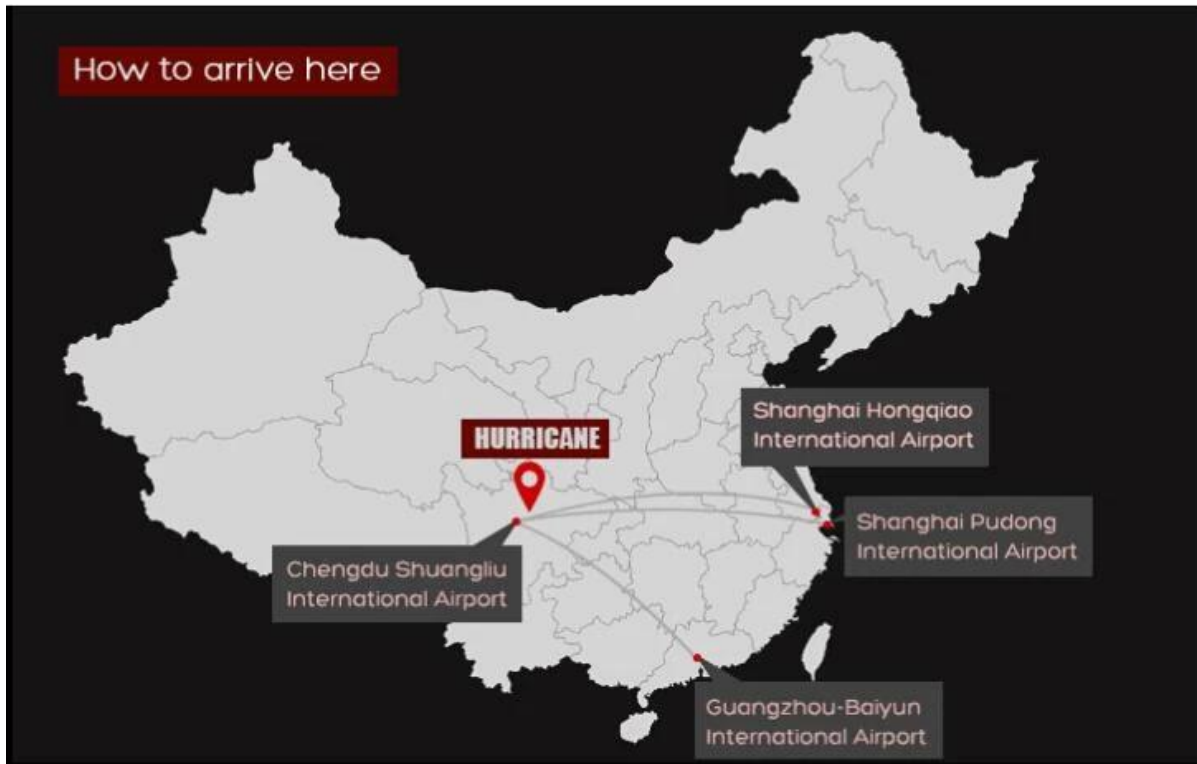 How to arrive here
Shanghai Hongqiao
International Airport
HURRICANE
Shanghai Pudong
International Airport
Chengdu Shuangliu
International Airport
Guangzhou-Baiyun
International Airport